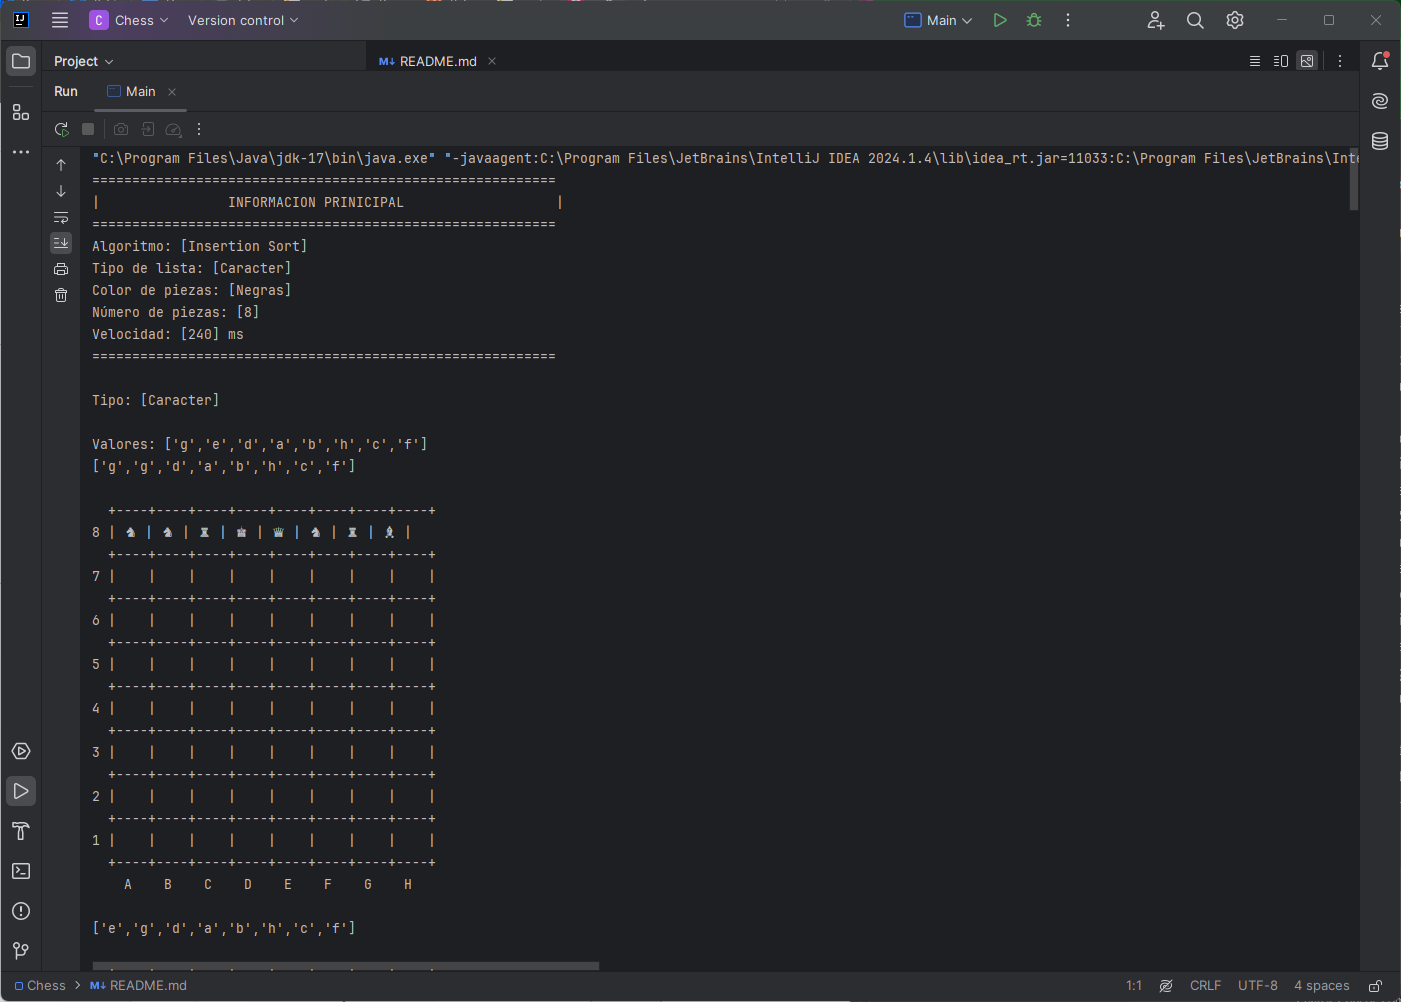 Chess Version control Main
Project README.md
Run Main
"C:\Program Files\Java\jdk-17\bin\java.exe" "-javaagent:C:\Program Files\JetBrains\IntelliJ IDEA 2024.1.4\lib\idea_rt.jar=11033:C:\Program Files\JetBrains\Inte
==========================================================
|                INFORMACION PRINICIPAL                   |
==========================================================
Algoritmo: [Insertion Sort]
Tipo de lista: [Caracter]
Color de piezas: [Negras]
Número de piezas: [8]
Velocidad: [240] ms
==========================================================
Tipo: [Caracter]
Valores: ['g','e','d','a','b','h','c','f']
['g','g','d','a','b','h','c','f']
  +----+----+----+----+----+----+----+----+
8 | ♞ | ♞ | ♜ | ♚ | ♛ | ♞ | ♜ | ♝ |
  +----+----+----+----+----+----+----+----+
7 |    |    |    |    |    |    |    |    |
  +----+----+----+----+----+----+----+----+
6 |    |    |    |    |    |    |    |    |
  +----+----+----+----+----+----+----+----+
5 |    |    |    |    |    |    |    |    |
  +----+----+----+----+----+----+----+----+
4 |    |    |    |    |    |    |    |    |
  +----+----+----+----+----+----+----+----+
3 |    |    |    |    |    |    |    |    |
  +----+----+----+----+----+----+----+----+
2 |    |    |    |    |    |    |    |    |
  +----+----+----+----+----+----+----+----+
1 |    |    |    |    |    |    |    |    |
  +----+----+----+----+----+----+----+----+
    A    B    C    D    E    F    G    H
['e','g','d','a','b','h','c','f']
Chess > README.md 1:1 CRLF UTF-8 4 spaces